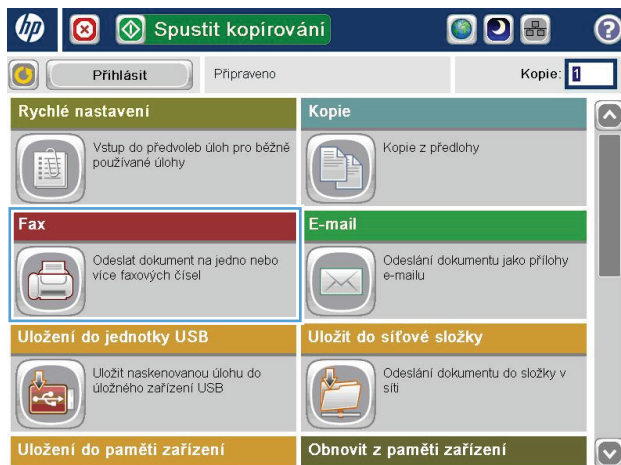 hp
Spustit kopírování
?
Přihlásit
Připraveno
Kopie: 1
Rychlé nastavení
Vstup do předvoleb úloh pro běžně
používané úlohy
Kopie
Kopie z předlohy
Fax
Odeslat dokument na jedno nebo
více faxových čísel
E-mail
Odeslání dokumentu jako přílohy
e-mailu
Uložení do jednotky USB
Uložit naskenovanou úlohu do
úložného zařízení USB
Uložit do síťové složky
Odeslání dokumentu do složky v
síti
Uložení do paměti zařízení
Obnovit z paměti zařízení